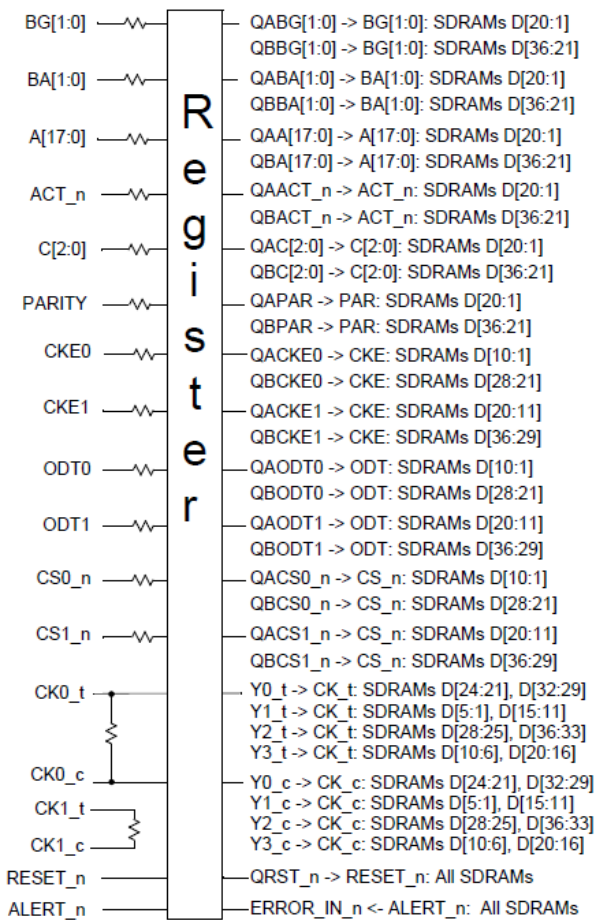 BG[1:0]
QABG[1:0] -> BG[1:0]: SDRAMs D[20:1]
QBBG[1:0] -> BG[1:0]: SDRAMs D[36:21]
BA[1:0]
QABA[1:0] -> BA[1:0]: SDRAMs D[20:1]
QBBA[1:0] -> BA[1:0]: SDRAMs D[36:21]
A[17:0]
QAA[17:0] -> A[17:0]: SDRAMs D[20:1]
QBA[17:0] -> A[17:0]: SDRAMs D[36:21]
ACT_n
QAACT_n -> ACT_n: SDRAMs D[20:1]
QBACT_n -> ACT_n: SDRAMs D[36:21]
C[2:0]
QAC[2:0] -> C[2:0]: SDRAMs D[20:1]
QBC[2:0] -> C[2:0]: SDRAMs D[36:21]
PARITY
QAPAR -> PAR: SDRAMs D[20:1]
QBPAR -> PAR: SDRAMs D[36:21]
CKE0
QACKE0 -> CKE: SDRAMs D[10:1]
QBCKE0 -> CKE: SDRAMs D[28:21]
CKE1
QACKE1 -> CKE: SDRAMs D[20:11]
QBCKE1 -> CKE: SDRAMs D[36:29]
ODT0
QAODT0 -> ODT: SDRAMs D[10:1]
QBODT0 -> ODT: SDRAMs D[28:21]
ODT1
QAODT1 -> ODT: SDRAMs D[20:11]
QBODT1 -> ODT: SDRAMs D[36:29]
CS0_n
QACS0_n -> CS_n: SDRAMs D[10:1]
QBCS0_n -> CS_n: SDRAMs D[28:21]
CS1_n
QACS1_n -> CS_n: SDRAMs D[20:11]
QBCS1_n -> CS_n: SDRAMs D[36:29]
CK0_t
Y0_t -> CK_t: SDRAMs D[24:21], D[32:29]
Y1_t -> CK_t: SDRAMs D[5:1], D[15:11]
Y2_t -> CK_t: SDRAMs D[28:25], D[36:33]
Y3_t -> CK_t: SDRAMs D[10:6], D[20:16]
CK0_c
Y0_c -> CK_c: SDRAMs D[24:21], D[32:29]
Y1_c -> CK_c: SDRAMs D[5:1], D[15:11]
Y2_c -> CK_c: SDRAMs D[28:25], D[36:33]
Y3_c -> CK_c: SDRAMs D[10:6], D[20:16]
CK1_t
CK1_c
RESET_n
QRST_n -> RESET_n: All SDRAMs
ALERT_n
ERROR_IN_n <- ALERT_n: All SDRAMs
Register